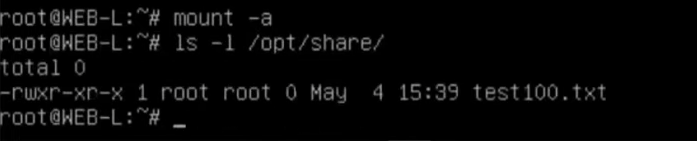 root@WEB-L:~# mount -a
root@WEB-L:~# ls -l /opt/share/
total 0
-rwxr-xr-x 1 root root 0 May  4 15:39 test100.txt
root@WEB-L:~# _